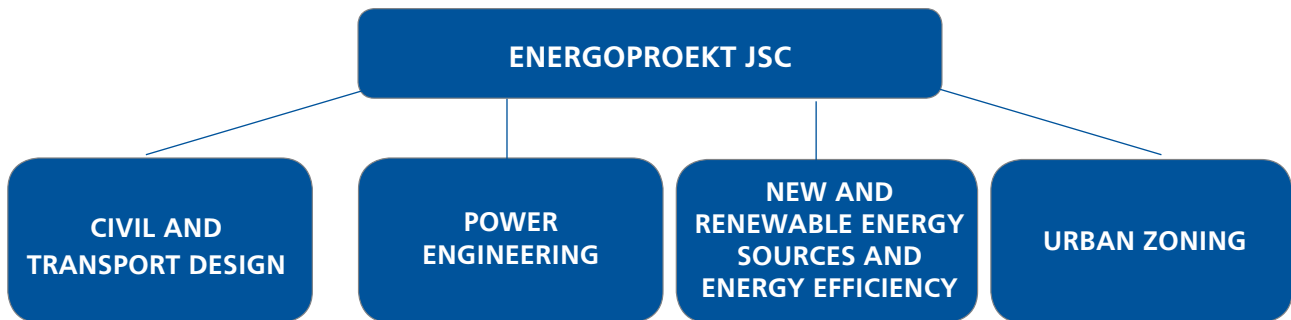 ENERGOPROEKT JSC
CIVIL AND
TRANSPORT DESIGN
POWER
ENGINEERING
NEW AND
RENEWABLE ENERGY
SOURCES AND
ENERGY EFFICIENCY
URBAN ZONING